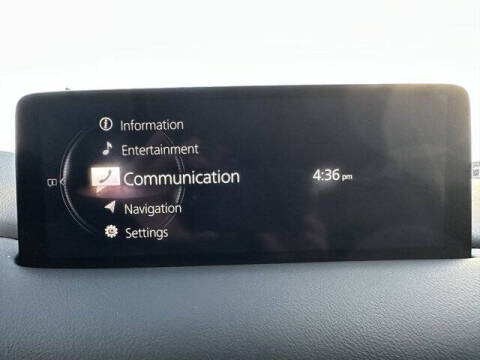 Information
Entertainment
Communication
4:36 pm
Navigation
Settings